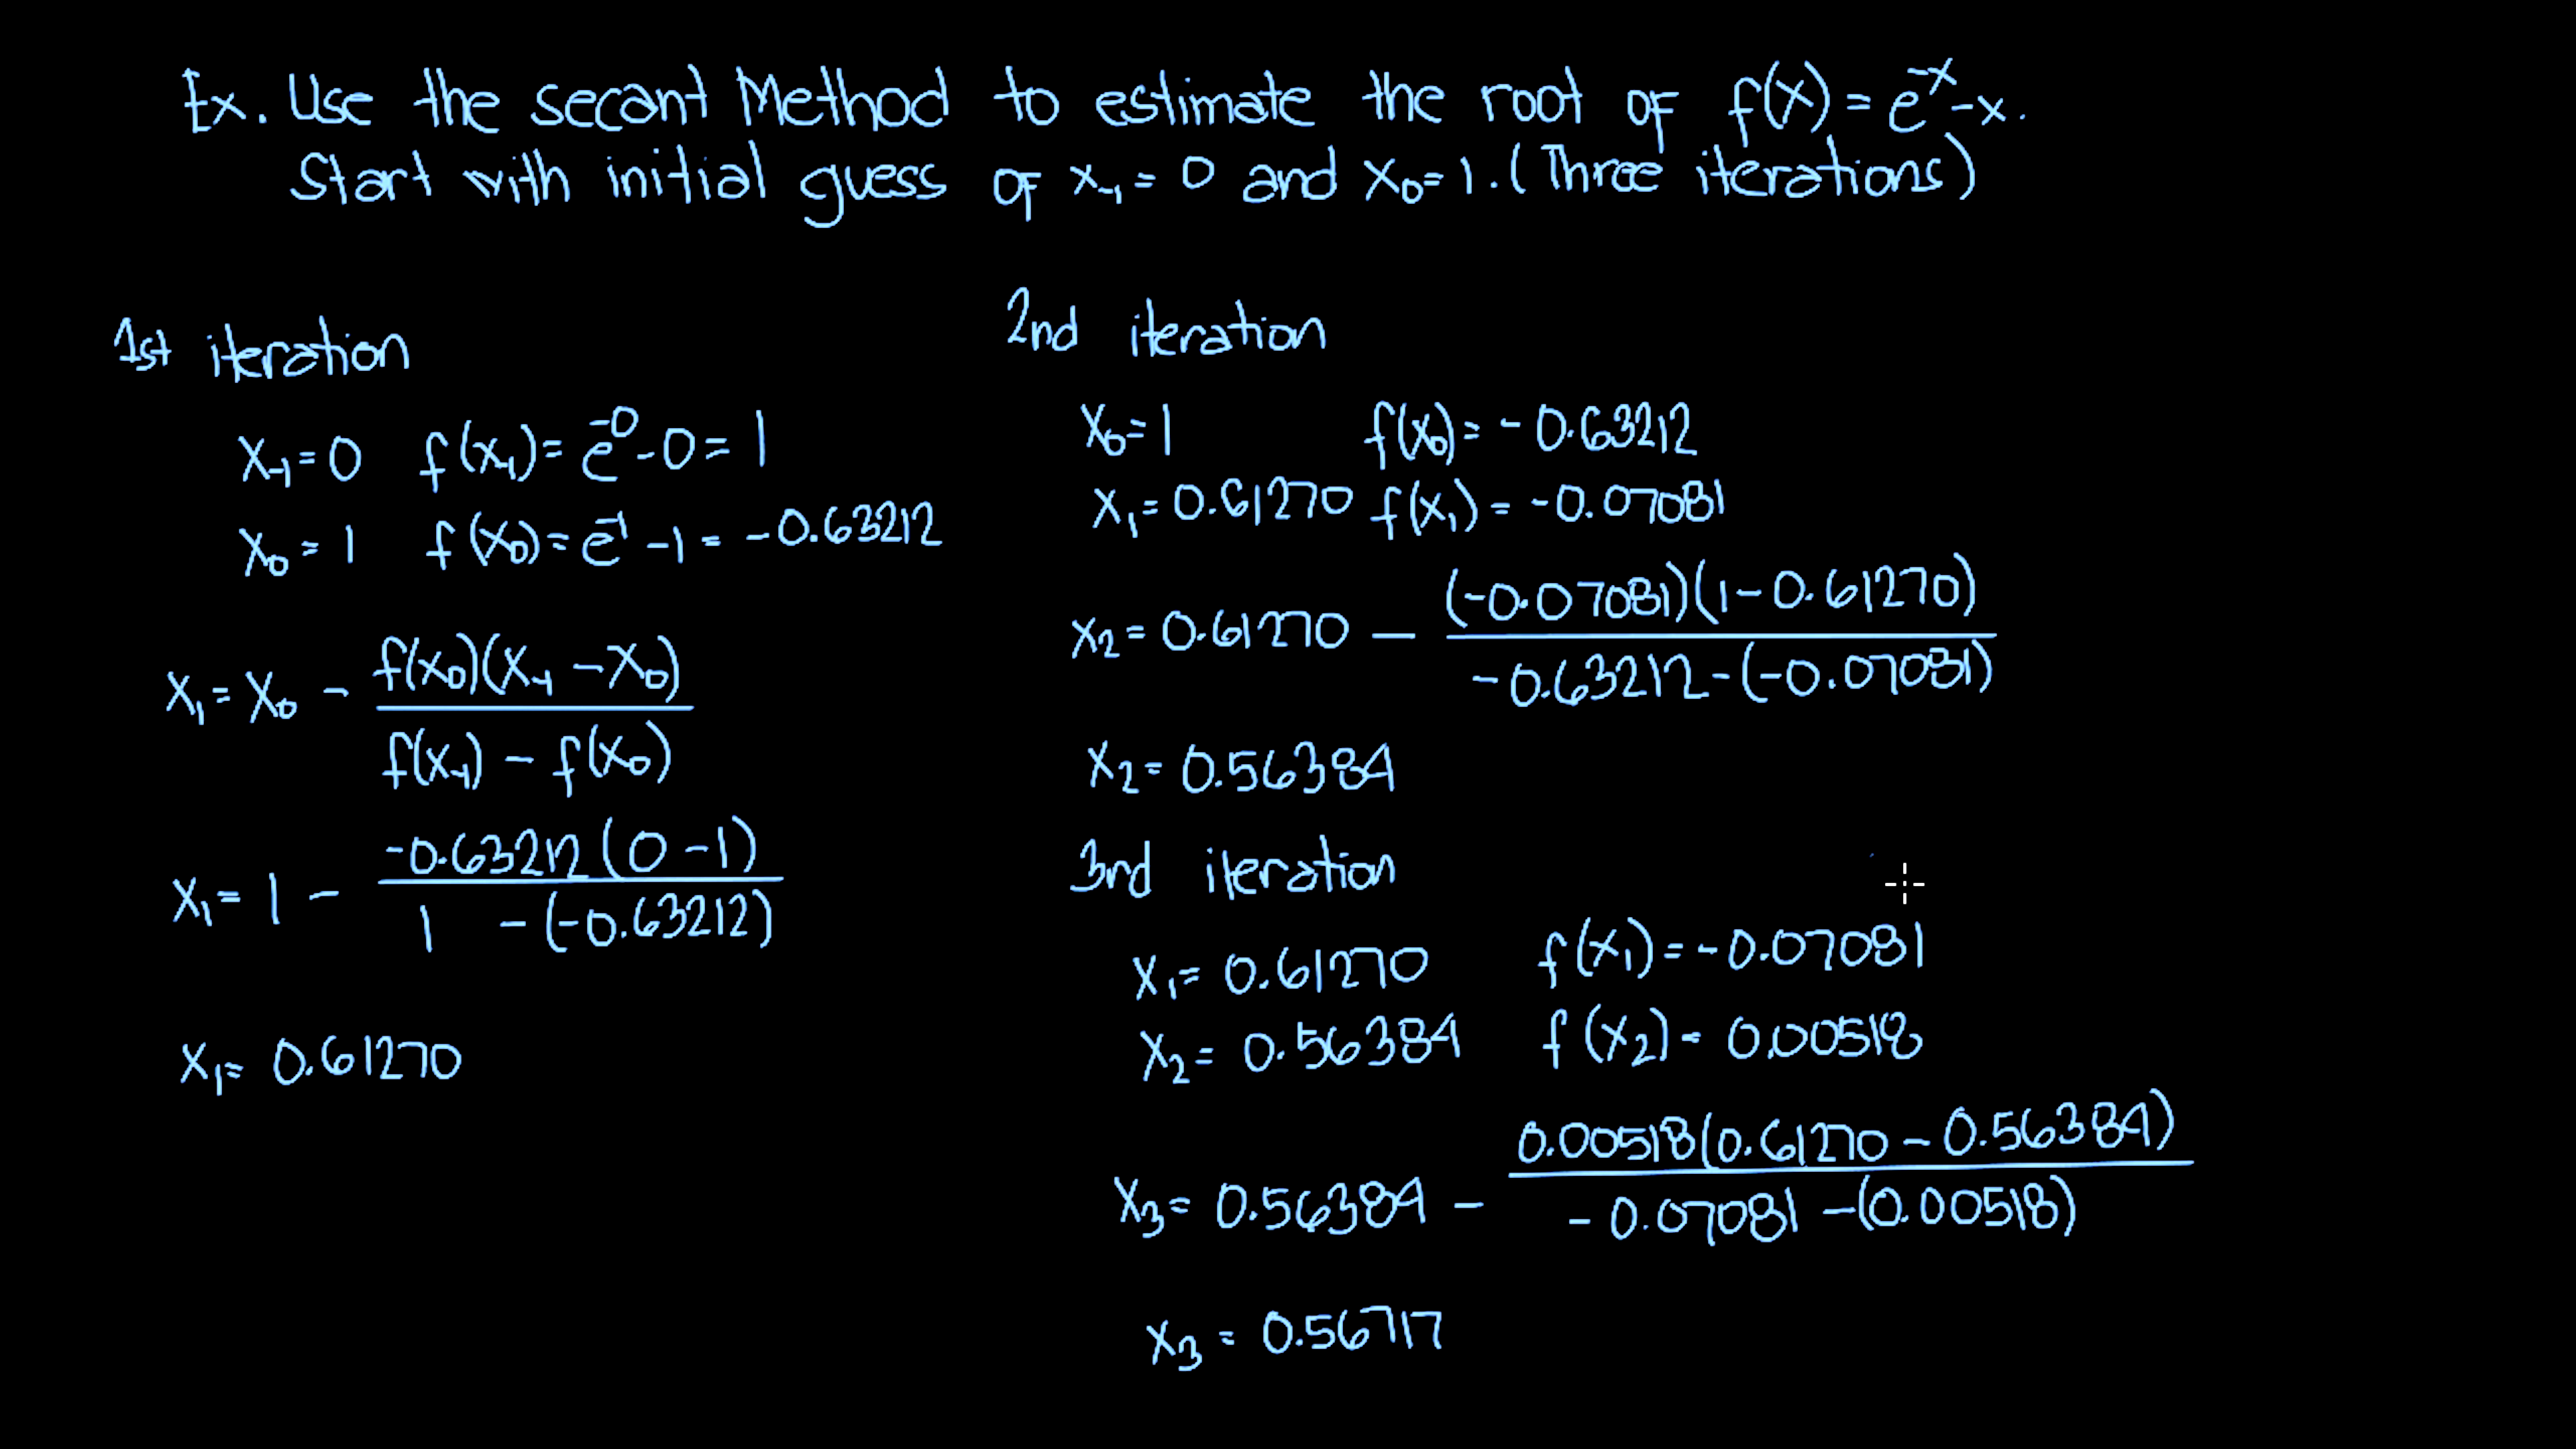 Ex. Use the secant Method to estimate the root of f(x) = e^-x - x.
Start with initial guess of x₋₁ = 0 and x₀ = 1. (Three iterations)
1st iteration
x₋₁ = 0 f(x₋₁) = e^-0 - 0 = 1
x₀ = 1 f(x₀) = e^-1 - 1 = -0.63212
x₁ = x₀ - f(x₀)(x₋₁ - x₀) / f(x₋₁) - f(x₀)
x₁ = 1 - -0.63212(0 - 1) / 1 - (-0.63212)
x₁ = 0.61270
2nd iteration
x₀ = 1 f(x₀) = -0.63212
x₁ = 0.61270 f(x₁) = -0.07081
x₂ = 0.61270 - (-0.07081)(1 - 0.61270) / -0.63212 - (-0.07081)
x₂ = 0.56384
3rd iteration
x₁ = 0.61270 f(x₁) = -0.07081
x₂ = 0.56384 f(x₂) = 0.00518
x₃ = 0.56384 - 0.00518(0.61270 - 0.56384) / -0.07081 - (0.00518)
x₃ = 0.56717